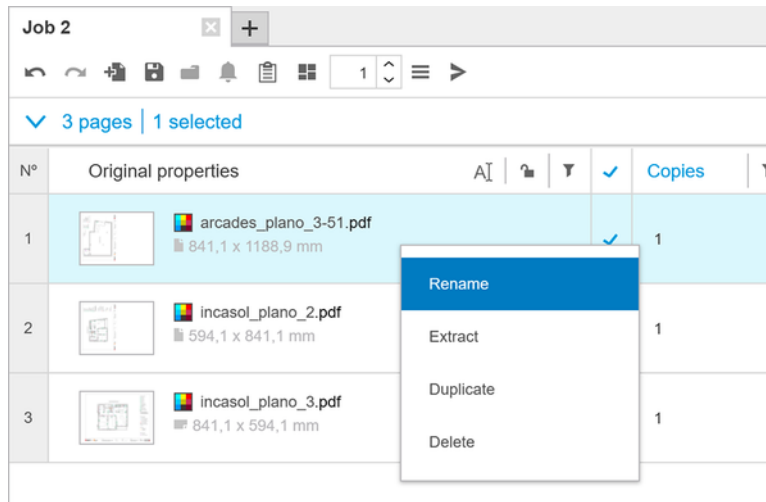 Job 2
1
3 pages | 1 selected
Nº Original properties Copies
1 arcades_plano_3-51.pdf 1
841,1 x 1188,9 mm
Rename
2 incasol_plano_2.pdf 1
594,1 x 841,1 mm
Extract
Duplicate
3 incasol_plano_3.pdf 1
841,1 x 594,1 mm
Delete